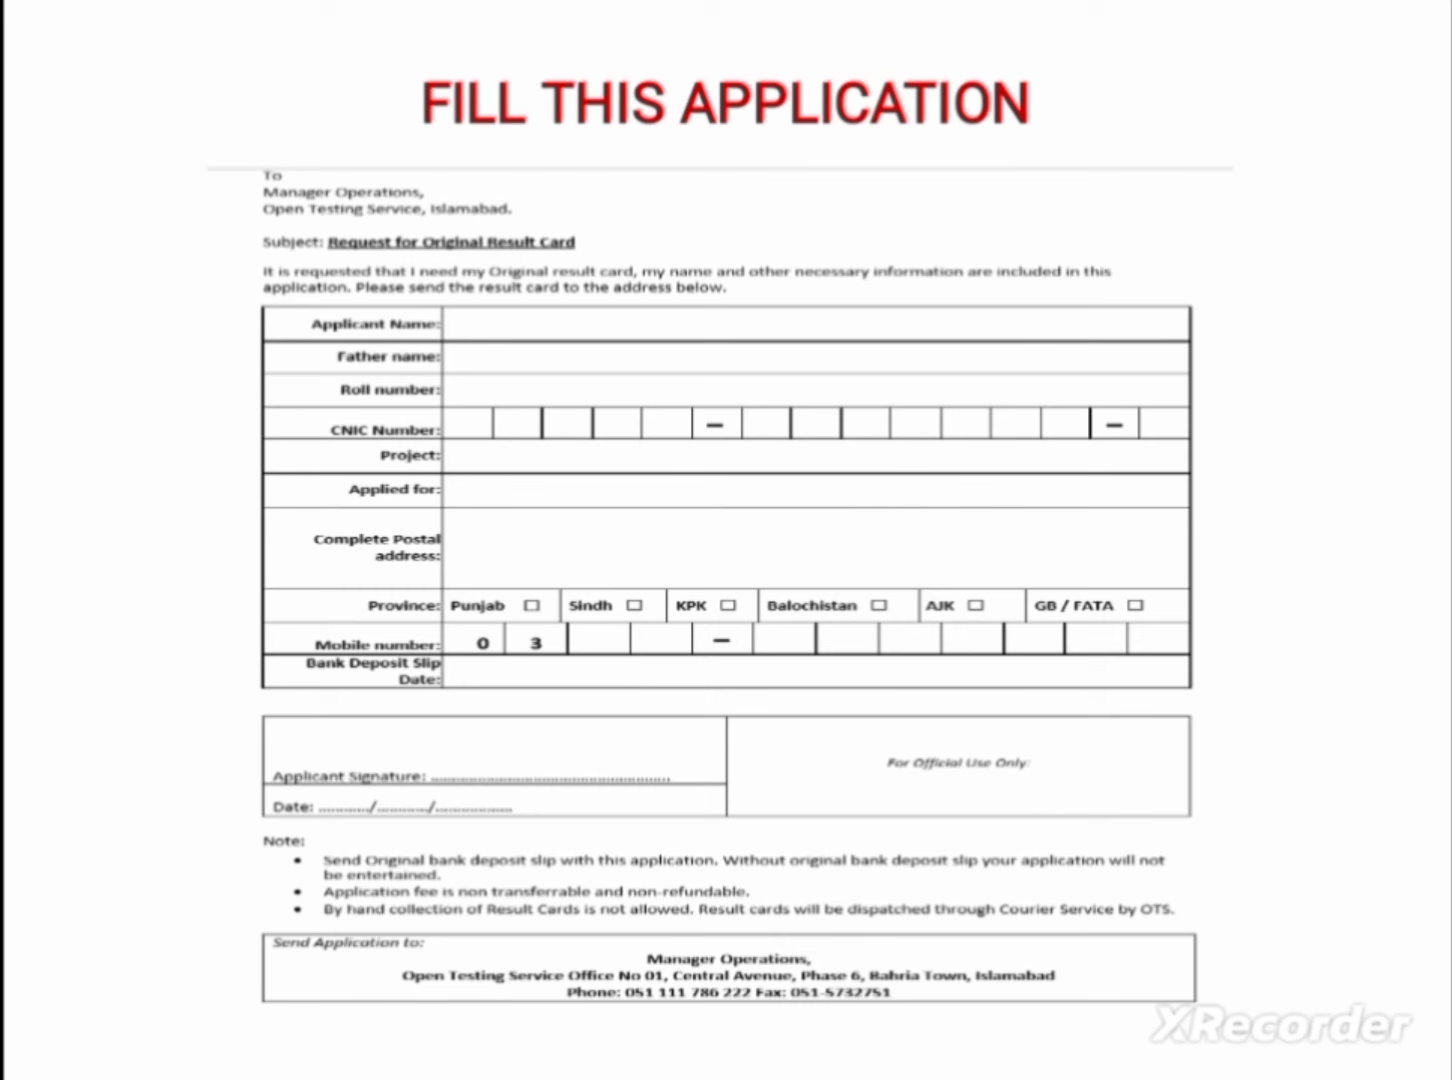 FILL THIS APPLICATION
To
Manager Operations,
Open Testing Service, Islamabad.
Subject: Request for Original Result Card
It is requested that I need my Original result card, my name and other necessary information are included in this
application. Please send the result card to the address below.
Applicant Name:
Father name:
Roll number:
CNIC Number: – –
Project:
Applied for:
Complete Postal
address:
Province: Punjab ☐ Sindh ☐ KPK ☐ Balochistan ☐ AJK ☐ GB / FATA ☐
Mobile number: 0 3 –
Bank Deposit Slip
Date:
Applicant Signature: ......................................................
For Official Use Only:
Date: ............/............/..................
Note:
• Send Original bank deposit slip with this application. Without original bank deposit slip your application will not
be entertained.
• Application fee is non transferrable and non-refundable.
• By hand collection of Result Cards is not allowed. Result cards will be dispatched through Courier Service by OTS.
Send Application to:
Manager Operations,
Open Testing Service Office No 01, Central Avenue, Phase 6, Bahria Town, Islamabad
Phone: 051 111 786 222 Fax: 051-5732751
XRecorder